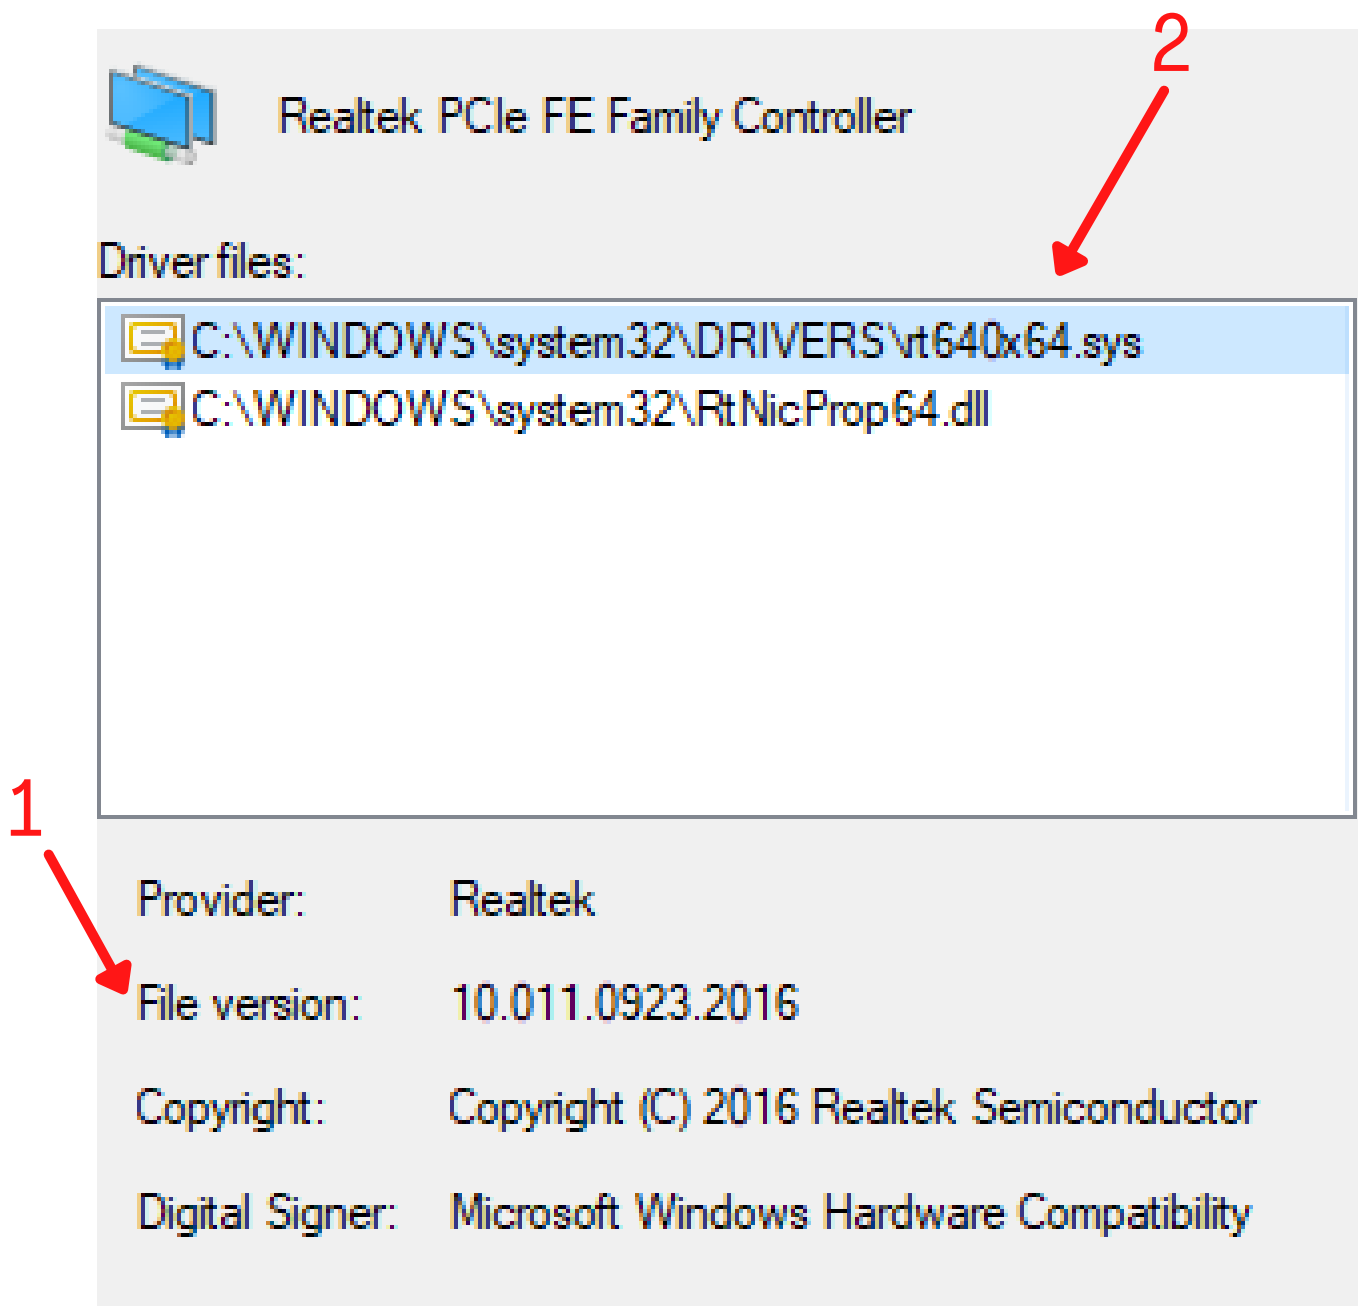 2
Realtek PCIe FE Family Controller
Driver files:
C:\WINDOWS\system32\DRIVERS\rt640x64.sys
C:\WINDOWS\system32\RtNicProp64.dll
1
Provider: Realtek
File version: 10.011.0923.2016
Copyright: Copyright (C) 2016 Realtek Semiconductor
Digital Signer: Microsoft Windows Hardware Compatibility